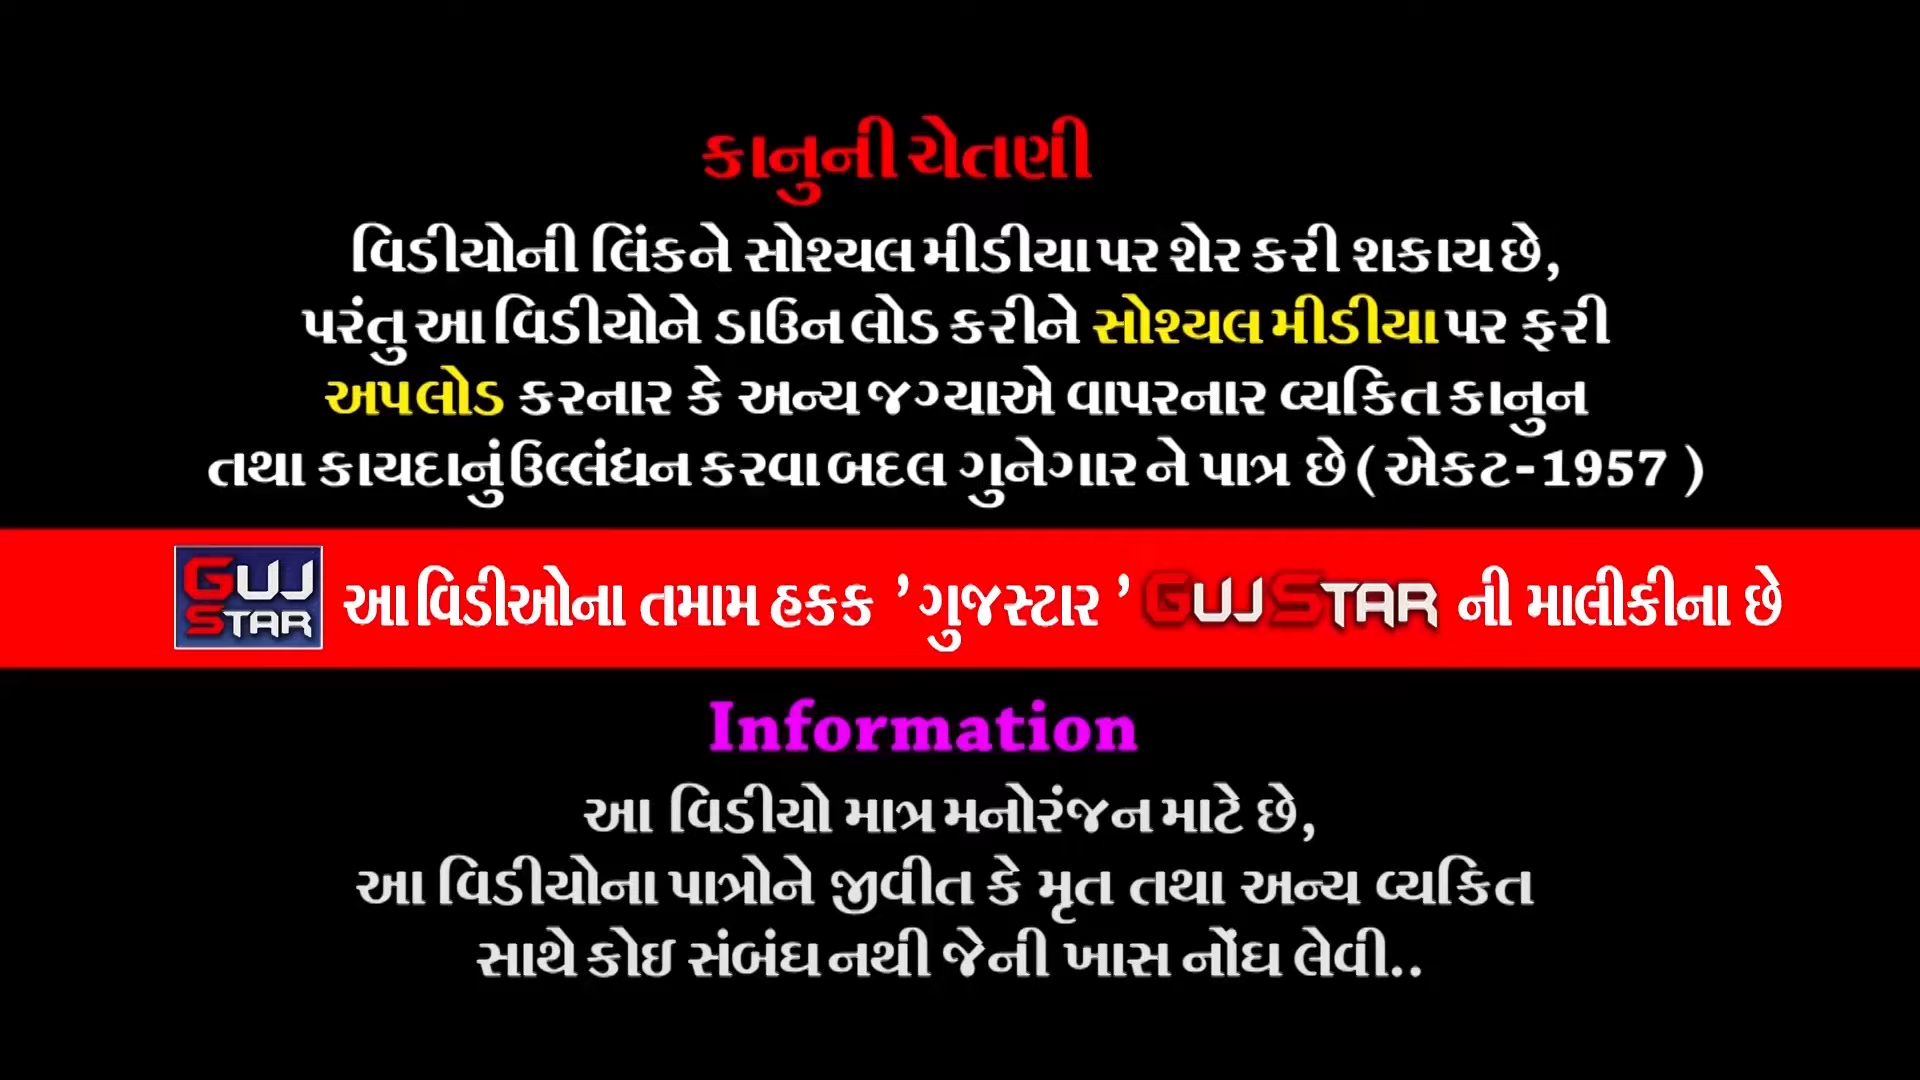 કાનુની ચેતણી
વિડીયોની લિંકને સોશ્યલ મીડીયા પર શેર કરી શકાય છે,
પરંતુ આ વિડીયોને ડાઉન લોડ કરીને સોશ્યલ મીડીયા પર ફરી
અપલોડ કરનાર કે અન્ય જગ્યાએ વાપરનાર વ્યકિત કાનુન
તથા કાયદાનું ઉલ્લંઘન કરવા બદલ ગુનેગાર ને પાત્ર છે ( એકટ-1957 )
GUJ STAR આ વિડીઓના તમામ હકક ’ ગુજસ્ટાર ’ GUJ STAR ની માલીકીના છે
Information
આ વિડીયો માત્ર મનોરંજન માટે છે,
આ વિડીયોના પાત્રોને જીવીત કે મૃત તથા અન્ય વ્યકિત
સાથે કોઇ સંબંઘ નથી જેની ખાસ નોંઘ લેવી..